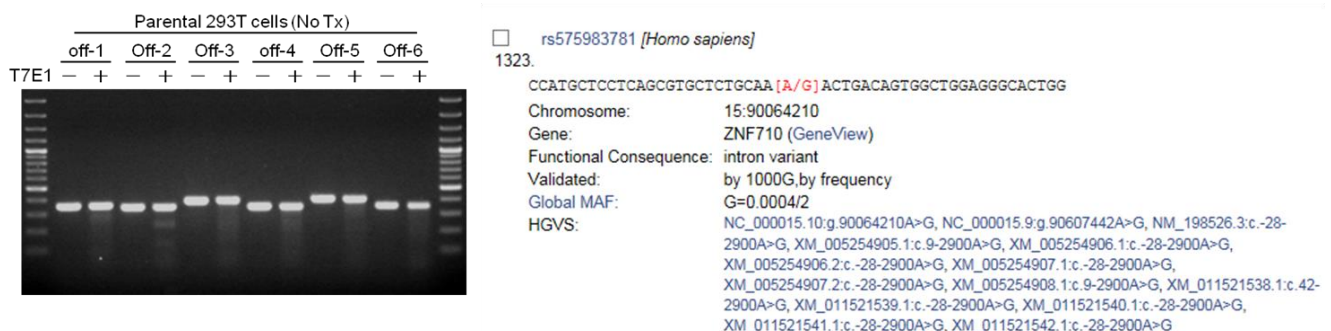 Parental 293T cells (No Tx)
off-1 Off-2 Off-3 off-4 Off-5 Off-6
T7E1 − + − + − + − + − + − +
rs575983781 [Homo sapiens]
1323.
CCATGCTCCTCAGCGTGCTCTGCAA[A/G]ACTGACAGTGGCTGGAGGGCACTGG
Chromosome: 15:90064210
Gene: ZNF710 (GeneView)
Functional Consequence: intron variant
Validated: by 1000G,by frequency
Global MAF: G=0.0004/2
HGVS: NC_000015.10:g.90064210A>G, NC_000015.9:g.90607442A>G, NM_198526.3:c.-28-
2900A>G, XM_005254905.1:c.9-2900A>G, XM_005254906.1:c.-28-2900A>G,
XM_005254906.2:c.-28-2900A>G, XM_005254907.1:c.-28-2900A>G,
XM_005254907.2:c.-28-2900A>G, XM_005254908.1:c.9-2900A>G, XM_011521538.1:c.42-
2900A>G, XM_011521539.1:c.-28-2900A>G, XM_011521540.1:c.-28-2900A>G,
XM_011521541.1:c.-28-2900A>G, XM_011521542.1:c.-28-2900A>G